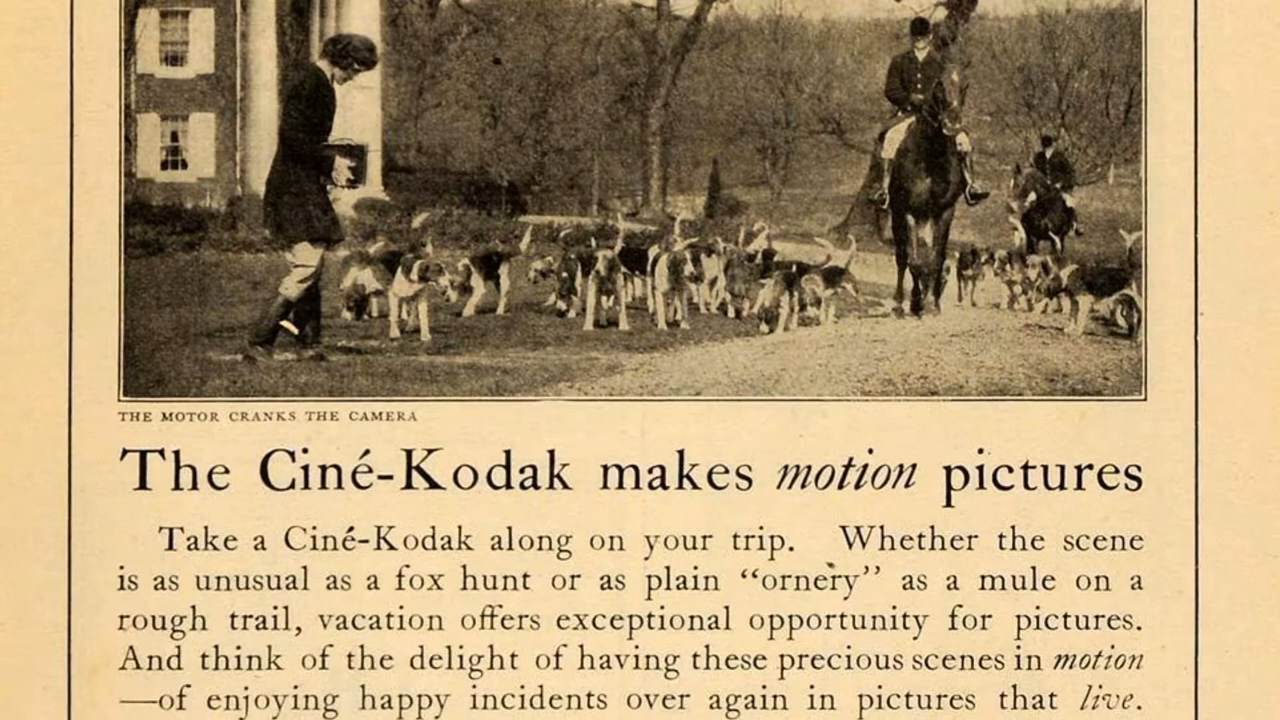 THE MOTOR CRANKS THE CAMERA
The Ciné-Kodak makes motion pictures
Take a Ciné-Kodak along on your trip. Whether the scene
is as unusual as a fox hunt or as plain “ornery” as a mule on a
rough trail, vacation offers exceptional opportunity for pictures.
And think of the delight of having these precious scenes in motion
—of enjoying happy incidents over again in pictures that live.